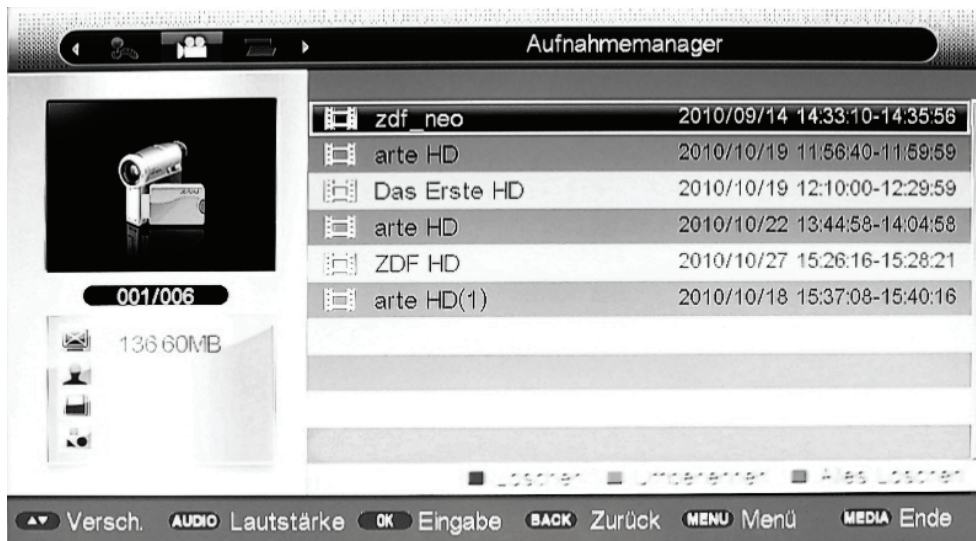 Aufnahmemanager
zdf_neo 2010/09/14 14:33:10-14:35:56
arte HD 2010/10/19 11:56:40-11:59:59
Das Erste HD 2010/10/19 12:10:00-12:29:59
arte HD 2010/10/22 13:44:58-14:04:58
ZDF HD 2010/10/27 15:26:16-15:28:21
arte HD(1) 2010/10/18 15:37:08-15:40:16
001/006
136.60MB
Löschen Umbenennen Alles Löschen
Versch. AUDIO Lautstärke OK Eingabe BACK Zurück MENU Menü MEDIA Ende